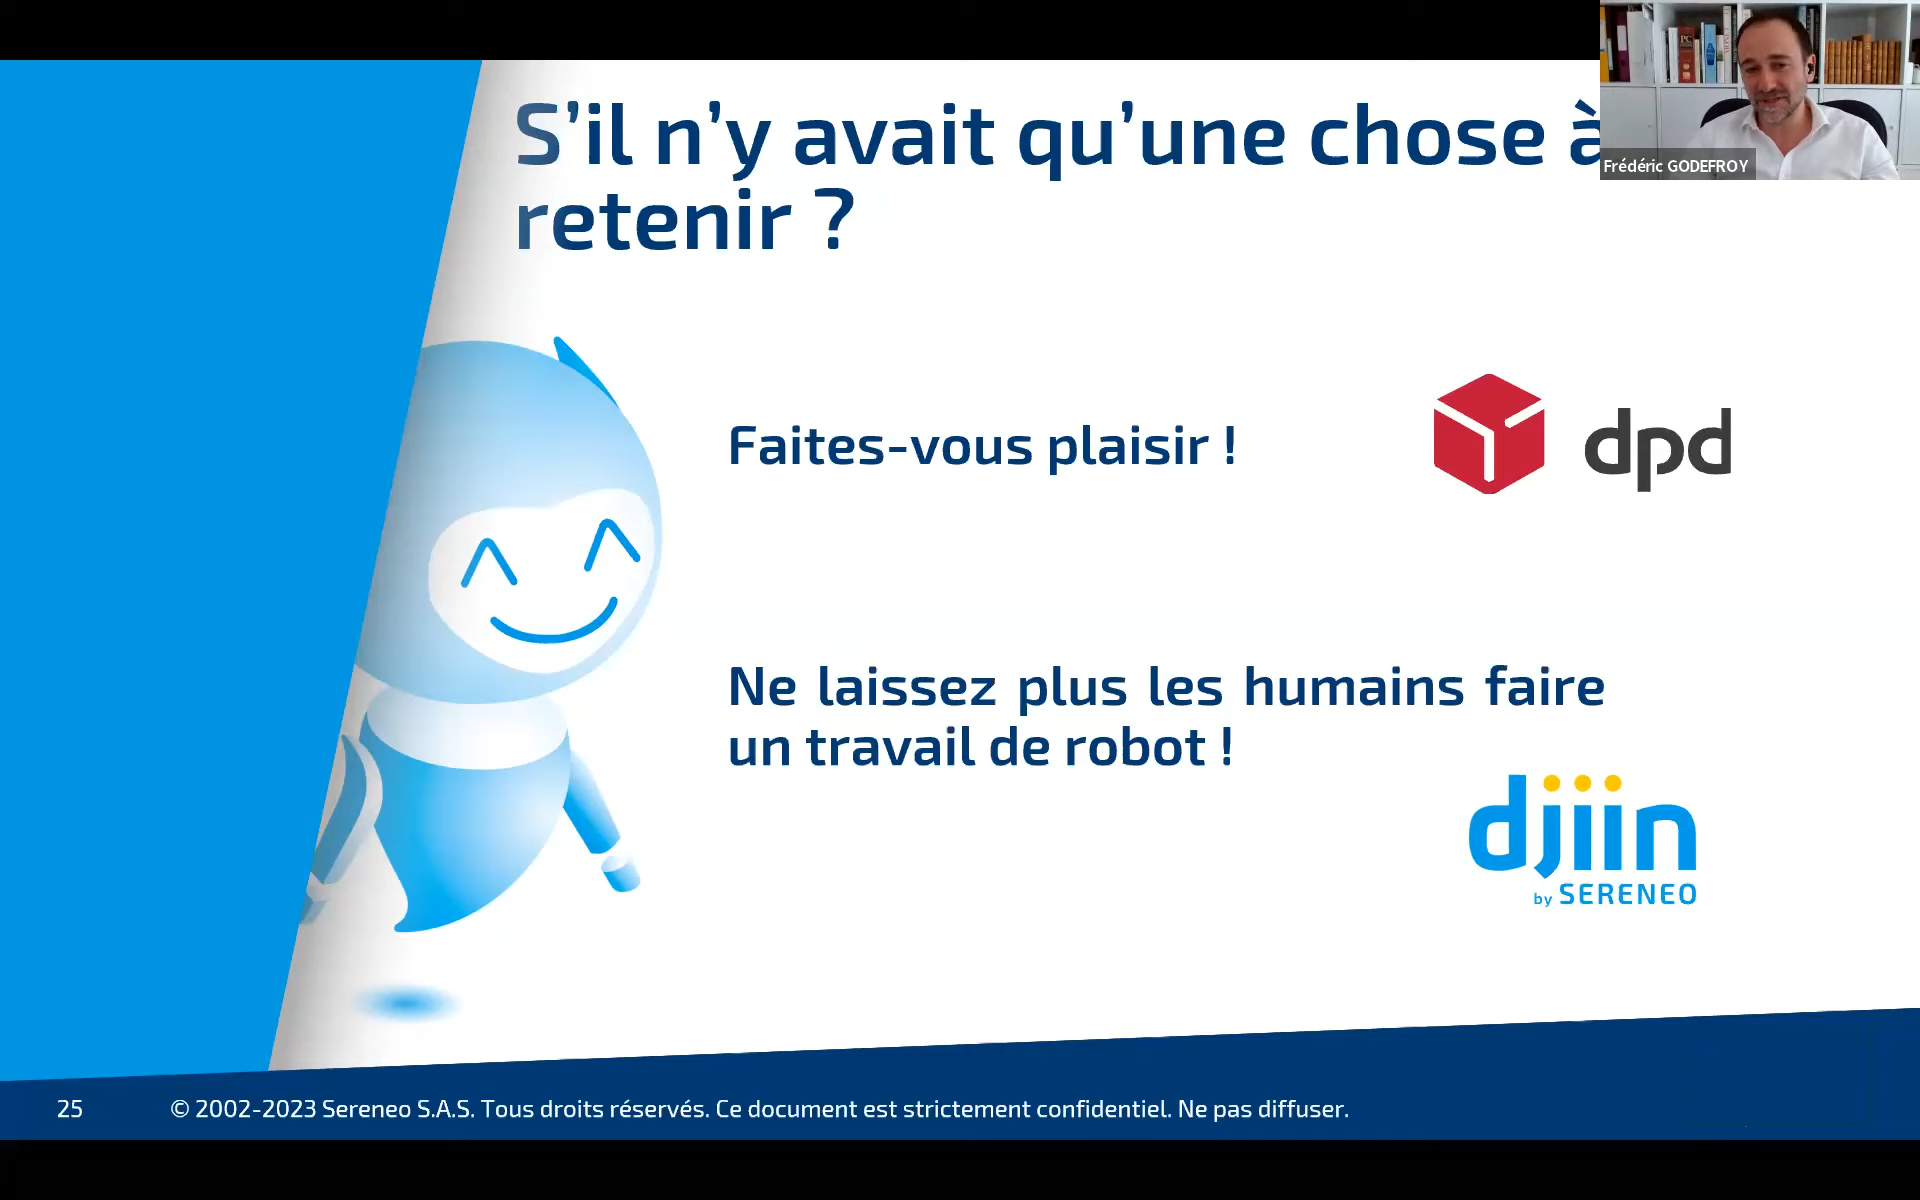 S’il n’y avait qu’une chose à
retenir ?
Frédéric GODEFROY
Faites-vous plaisir !
dpd
Ne laissez plus les humains faire
un travail de robot !
djiin
by SERENEO
25
© 2002-2023 Sereneo S.A.S. Tous droits réservés. Ce document est strictement confidentiel. Ne pas diffuser.